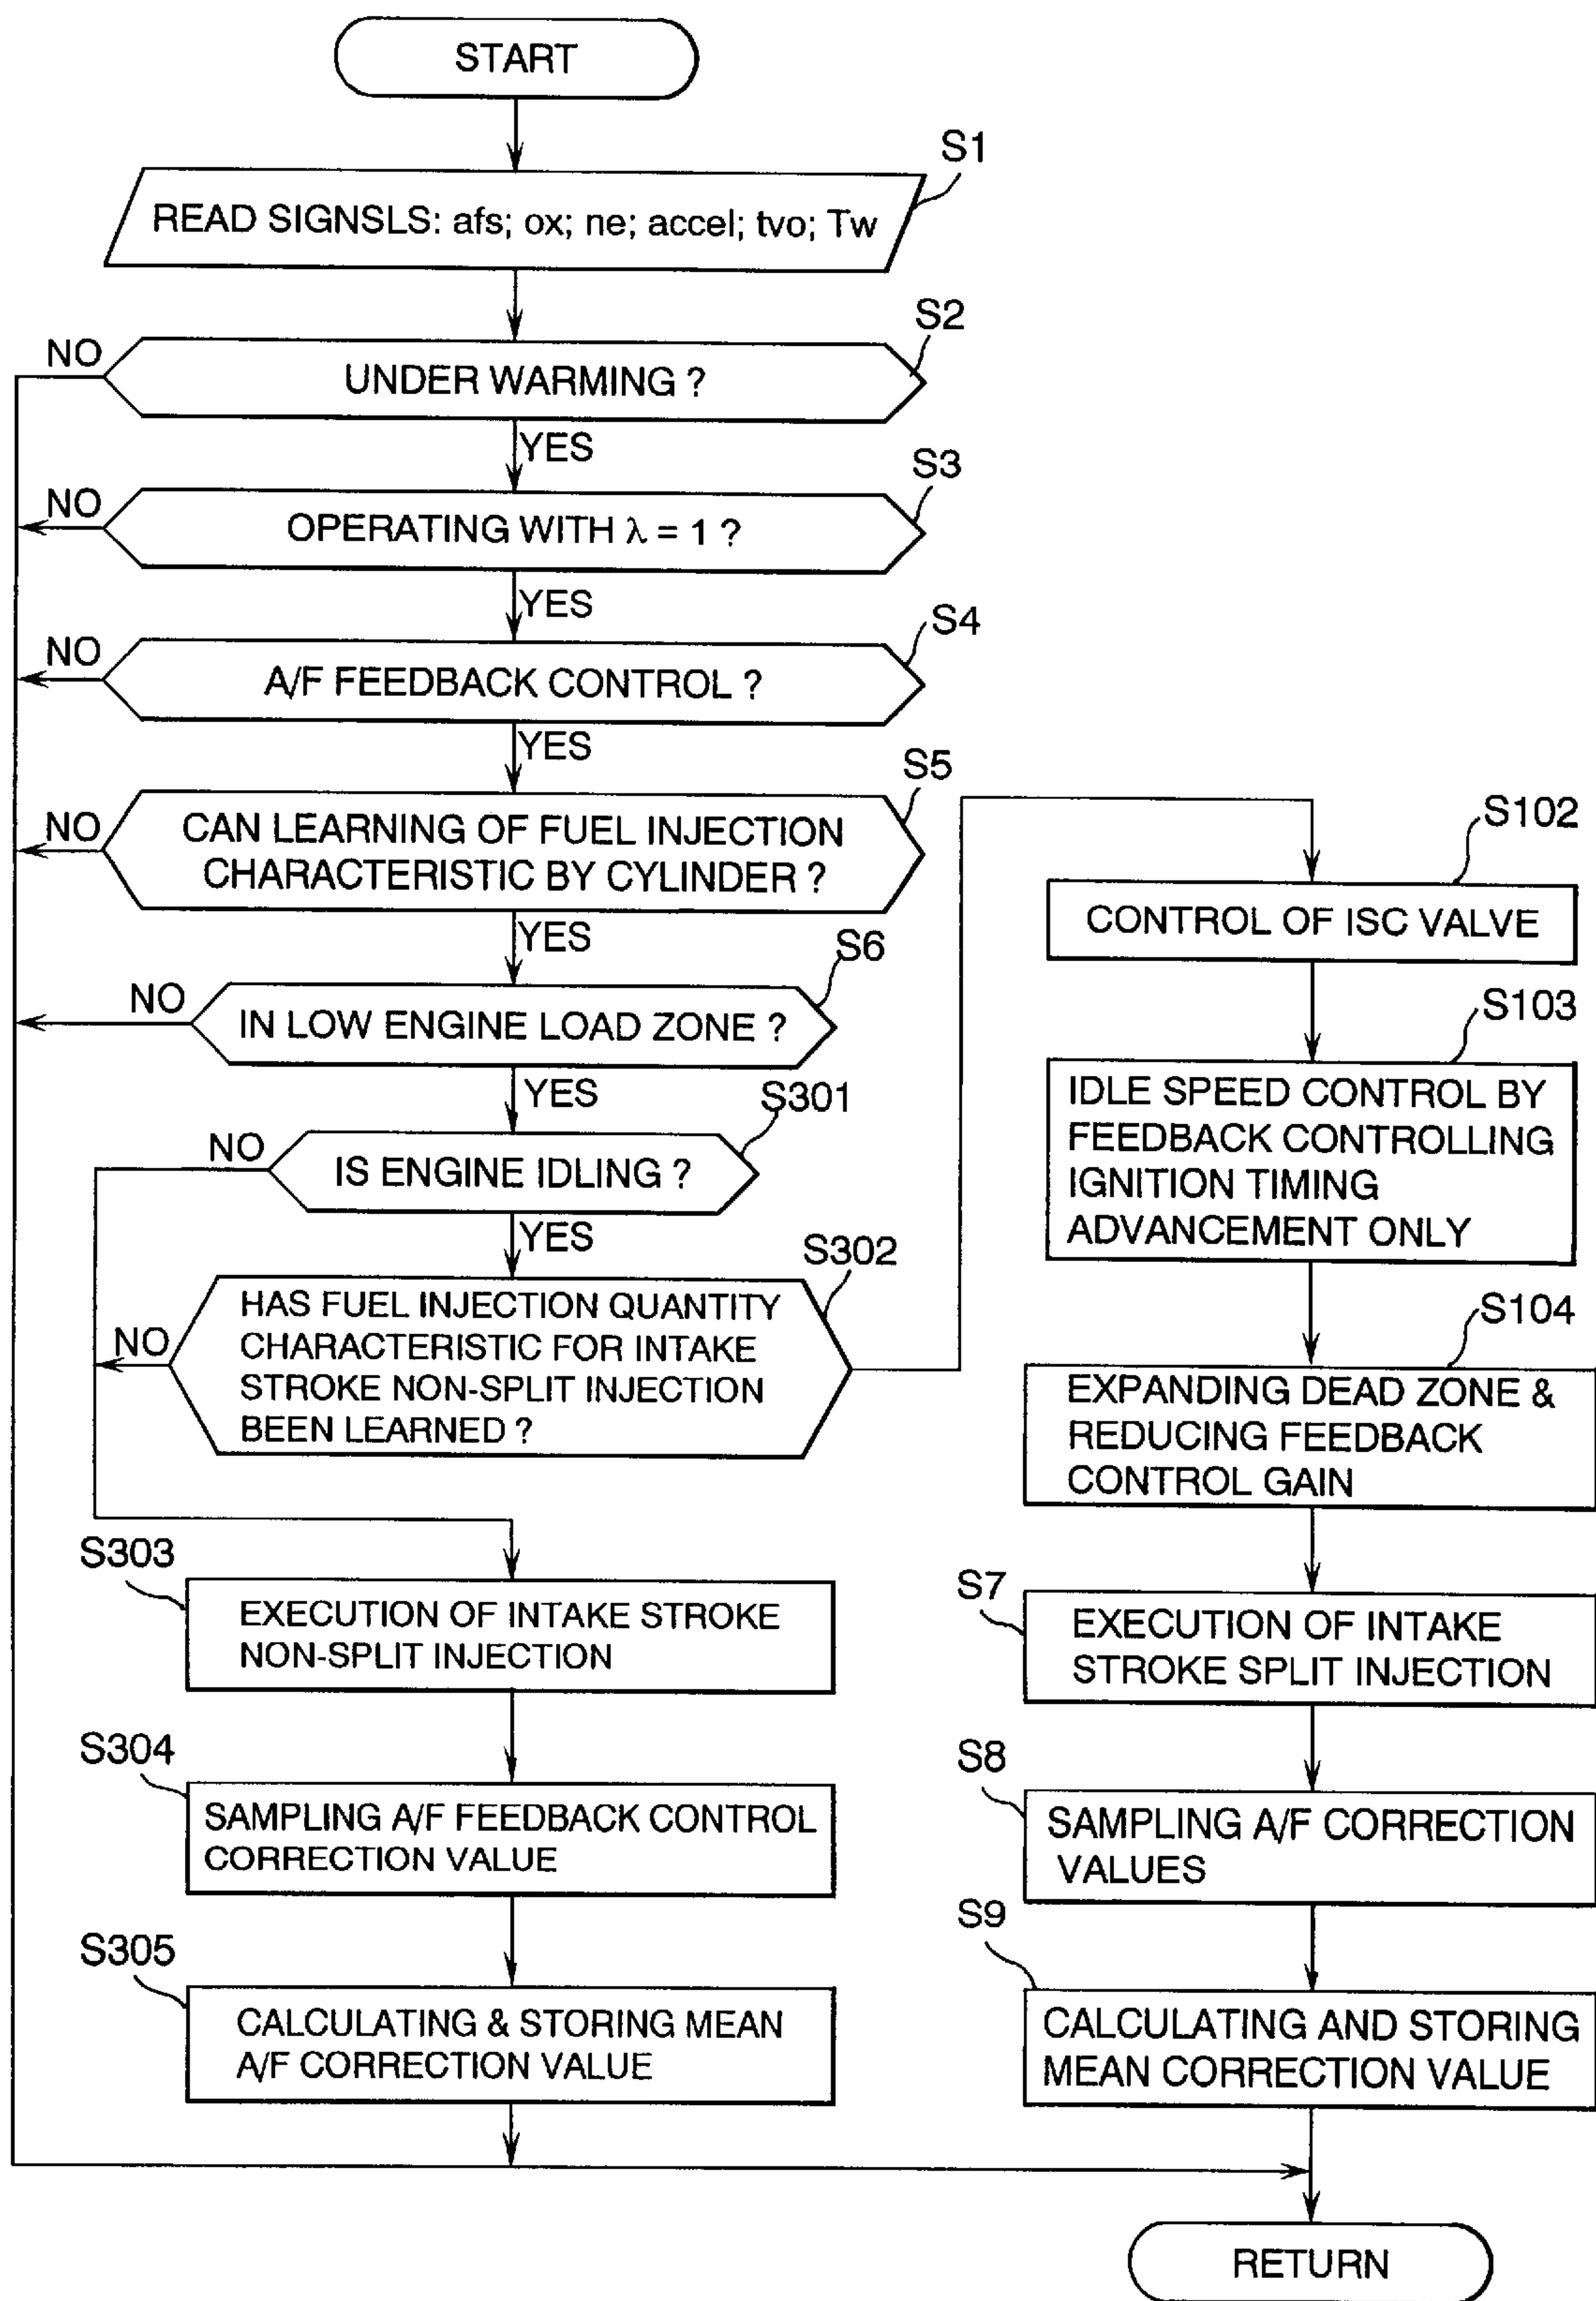 START
S1
READ SIGNSLS: afs; ox; ne; accel; tvo; Tw
S2
NO
UNDER WARMING ?
YES
S3
NO
OPERATING WITH λ = 1 ?
YES
S4
NO
A/F FEEDBACK CONTROL ?
YES
S5
NO
CAN LEARNING OF FUEL INJECTION
CHARACTERISTIC BY CYLINDER ?
YES
S6
NO
IN LOW ENGINE LOAD ZONE ?
YES
S301
NO
IS ENGINE IDLING ?
YES
S302
NO
HAS FUEL INJECTION QUANTITY
CHARACTERISTIC FOR INTAKE
STROKE NON-SPLIT INJECTION
BEEN LEARNED ?
S303
EXECUTION OF INTAKE STROKE
NON-SPLIT INJECTION
S304
SAMPLING A/F FEEDBACK CONTROL
CORRECTION VALUE
S305
CALCULATING & STORING MEAN
A/F CORRECTION VALUE
S102
CONTROL OF ISC VALVE
S103
IDLE SPEED CONTROL BY
FEEDBACK CONTROLLING
IGNITION TIMING
ADVANCEMENT ONLY
S104
EXPANDING DEAD ZONE &
REDUCING FEEDBACK
CONTROL GAIN
S7
EXECUTION OF INTAKE
STROKE SPLIT INJECTION
S8
SAMPLING A/F CORRECTION
VALUES
S9
CALCULATING AND STORING
MEAN CORRECTION VALUE
RETURN